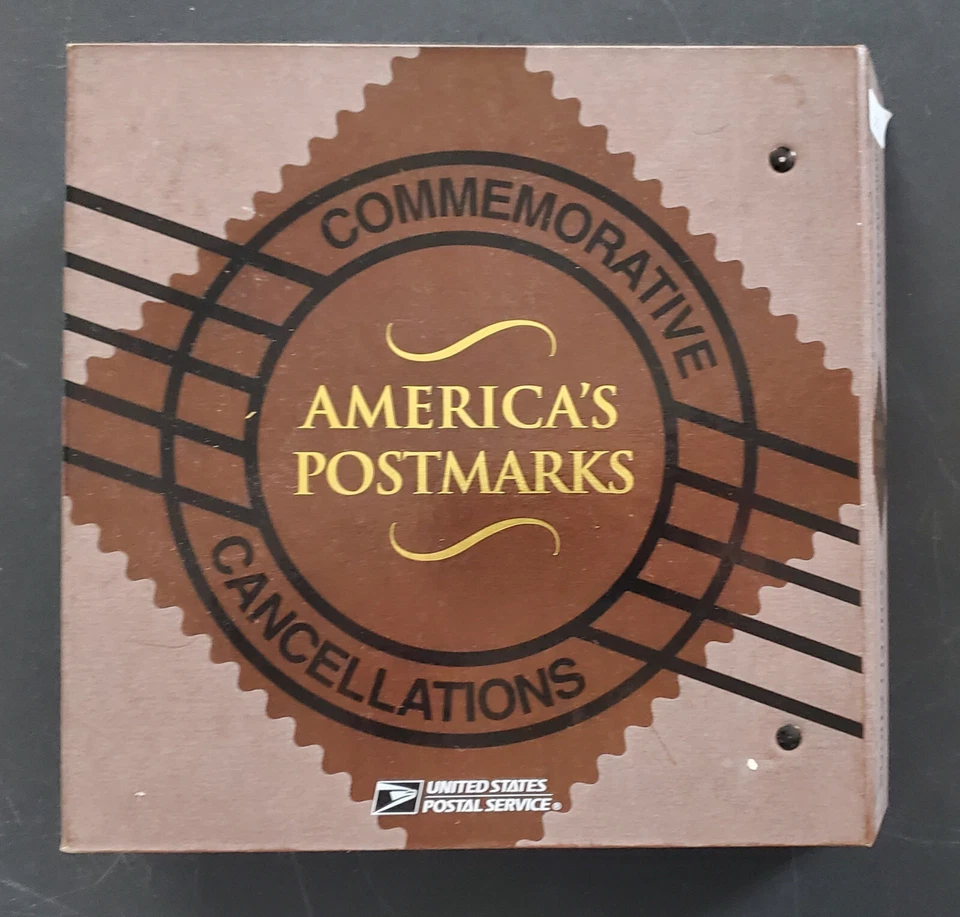 COMMEMORATIVE
AMERICA'S
POSTMARKS
CANCELLATIONS
UNITED STATES
POSTAL SERVICE®